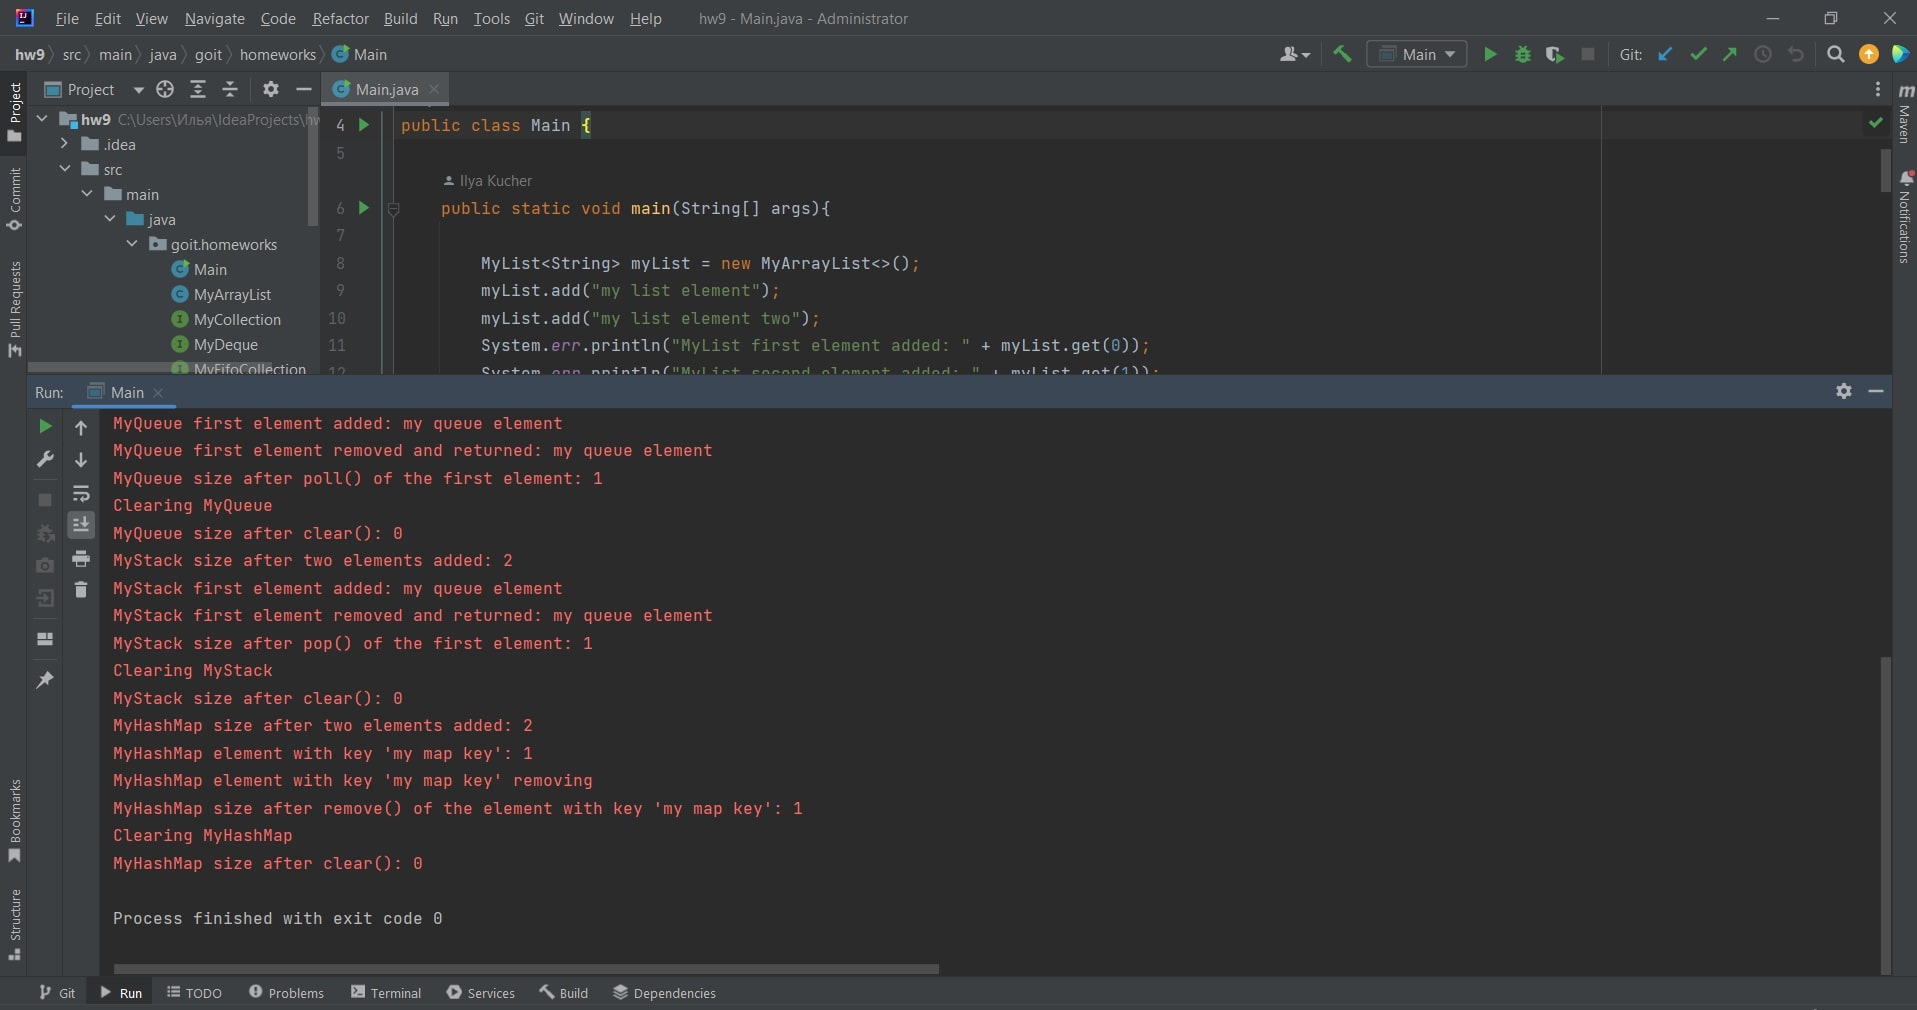 File Edit View Navigate Code Refactor Build Run Tools Git Window Help hw9 - Main.java - Administrator
hw9 src main java goit homeworks Main
Main
Git:
Project
Main.java
Project
Commit
Pull Requests
Bookmarks
Structure
hw9 C:\Users\Илья\IdeaProjects\hw
.idea
src
main
java
goit.homeworks
Main
MyArrayList
MyCollection
MyDeque
MyFifoCollection
4 public class Main {
5
Ilya Kucher
6 public static void main(String[] args){
7
8 MyList<String> myList = new MyArrayList<>();
9 myList.add("my list element");
10 myList.add("my list element two");
11 System.err.println("MyList first element added: " + myList.get(0));
12 System.err.println("MyList second element added: " + myList.get(1));
Maven
Notifications
Run: Main
MyQueue first element added: my queue element
MyQueue first element removed and returned: my queue element
MyQueue size after poll() of the first element: 1
Clearing MyQueue
MyQueue size after clear(): 0
MyStack size after two elements added: 2
MyStack first element added: my queue element
MyStack first element removed and returned: my queue element
MyStack size after pop() of the first element: 1
Clearing MyStack
MyStack size after clear(): 0
MyHashMap size after two elements added: 2
MyHashMap element with key 'my map key': 1
MyHashMap element with key 'my map key' removing
MyHashMap size after remove() of the element with key 'my map key': 1
Clearing MyHashMap
MyHashMap size after clear(): 0
Process finished with exit code 0
Git Run TODO Problems Terminal Services Build Dependencies